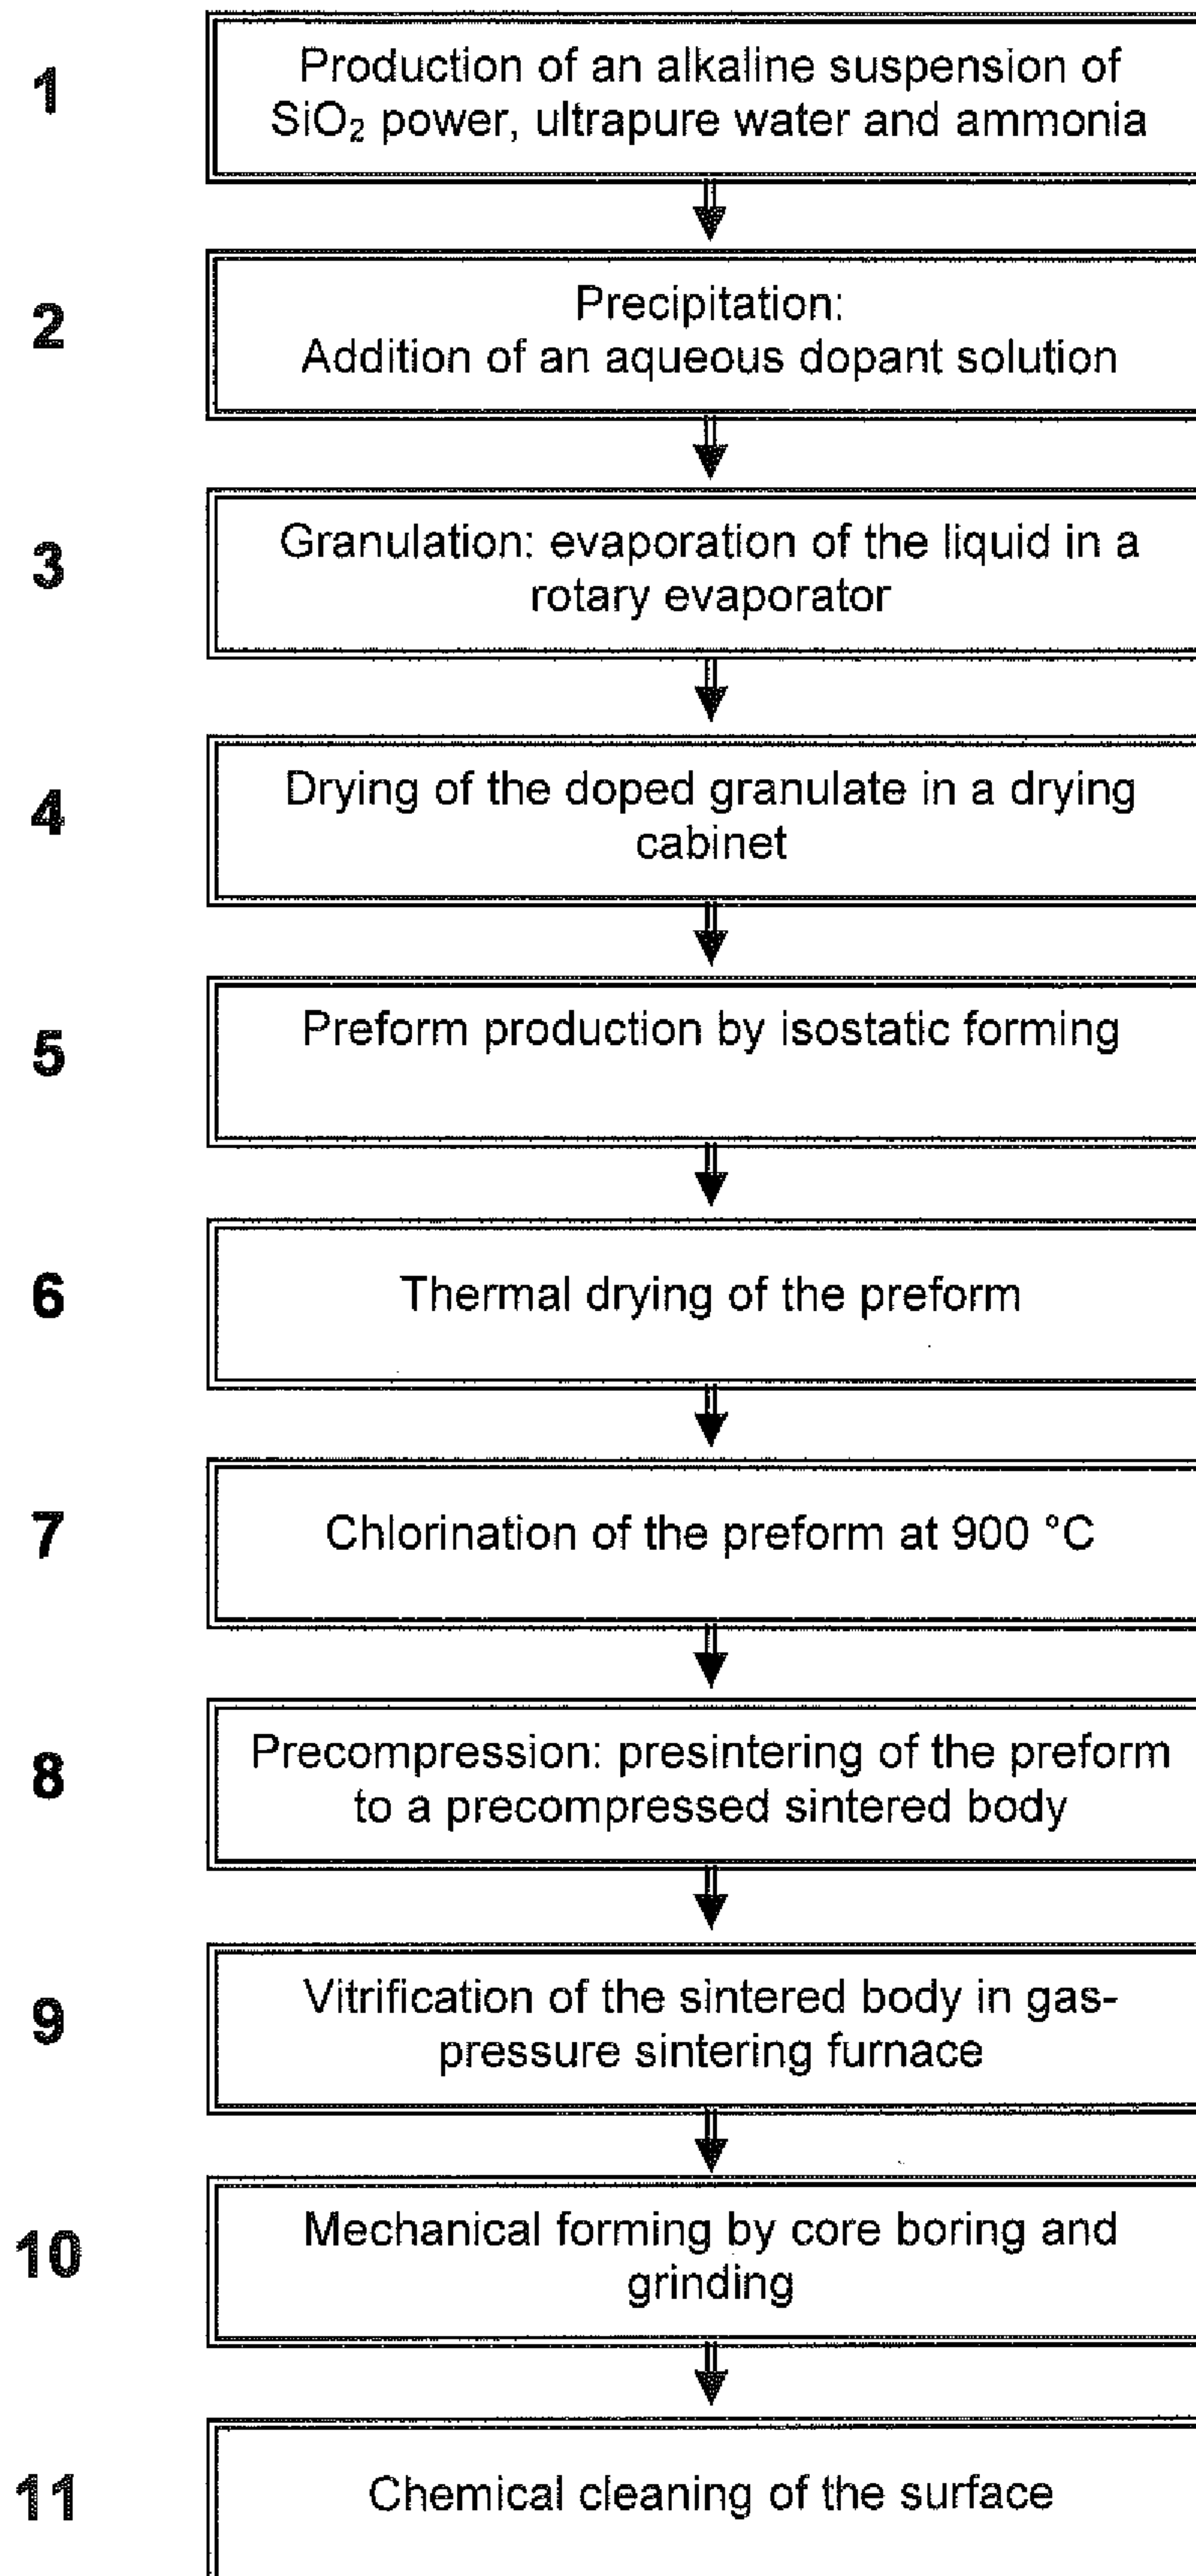 1
Production of an alkaline suspension of
SiO₂ power, ultrapure water and ammonia
2
Precipitation:
Addition of an aqueous dopant solution
3
Granulation: evaporation of the liquid in a
rotary evaporator
4
Drying of the doped granulate in a drying
cabinet
5
Preform production by isostatic forming
6
Thermal drying of the preform
7
Chlorination of the preform at 900 °C
8
Precompression: presintering of the preform
to a precompressed sintered body
9
Vitrification of the sintered body in gas-
pressure sintering furnace
10
Mechanical forming by core boring and
grinding
11
Chemical cleaning of the surface